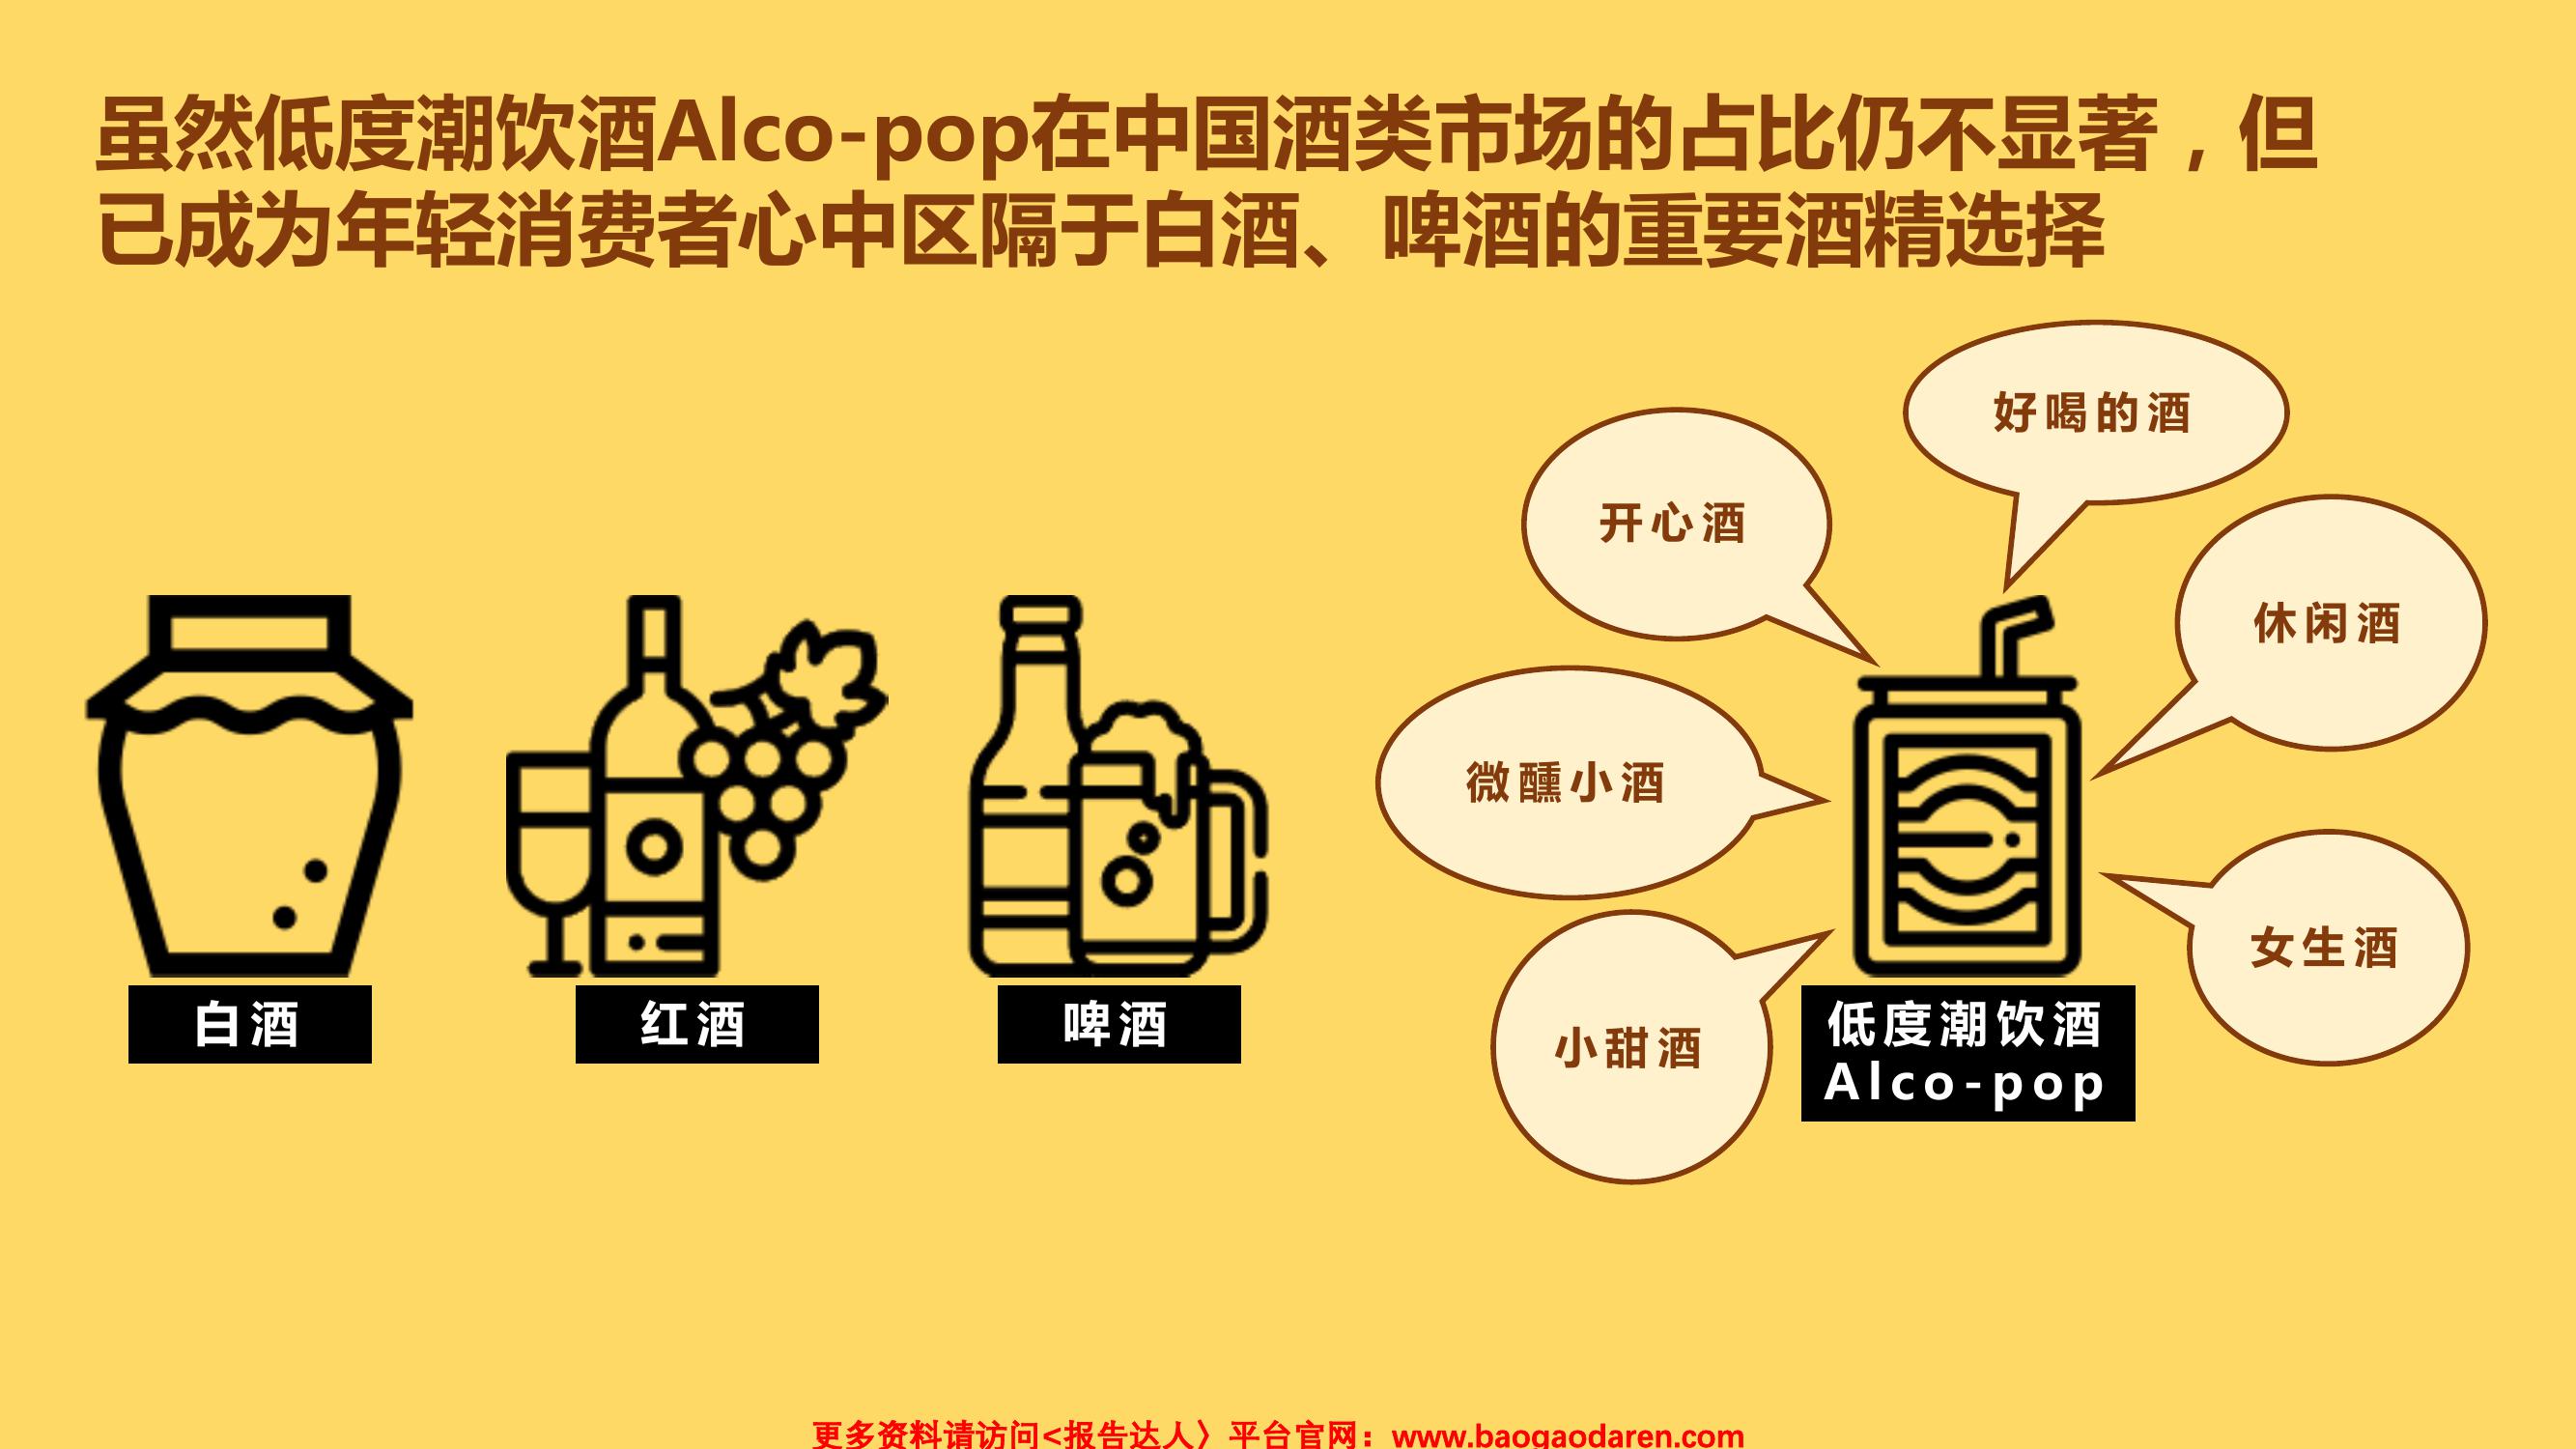 虽然低度潮饮酒Alco-pop在中国酒类市场的占比仍不显著，但
已成为年轻消费者心中区隔于白酒、啤酒的重要酒精选择
好喝的酒
开心酒
休闲酒
微醺小酒
女生酒
小甜酒
白酒
红酒
啤酒
低度潮饮酒
Alco-pop
更多资料请访问<报告达人〉平台官网：www.baogaodaren.com